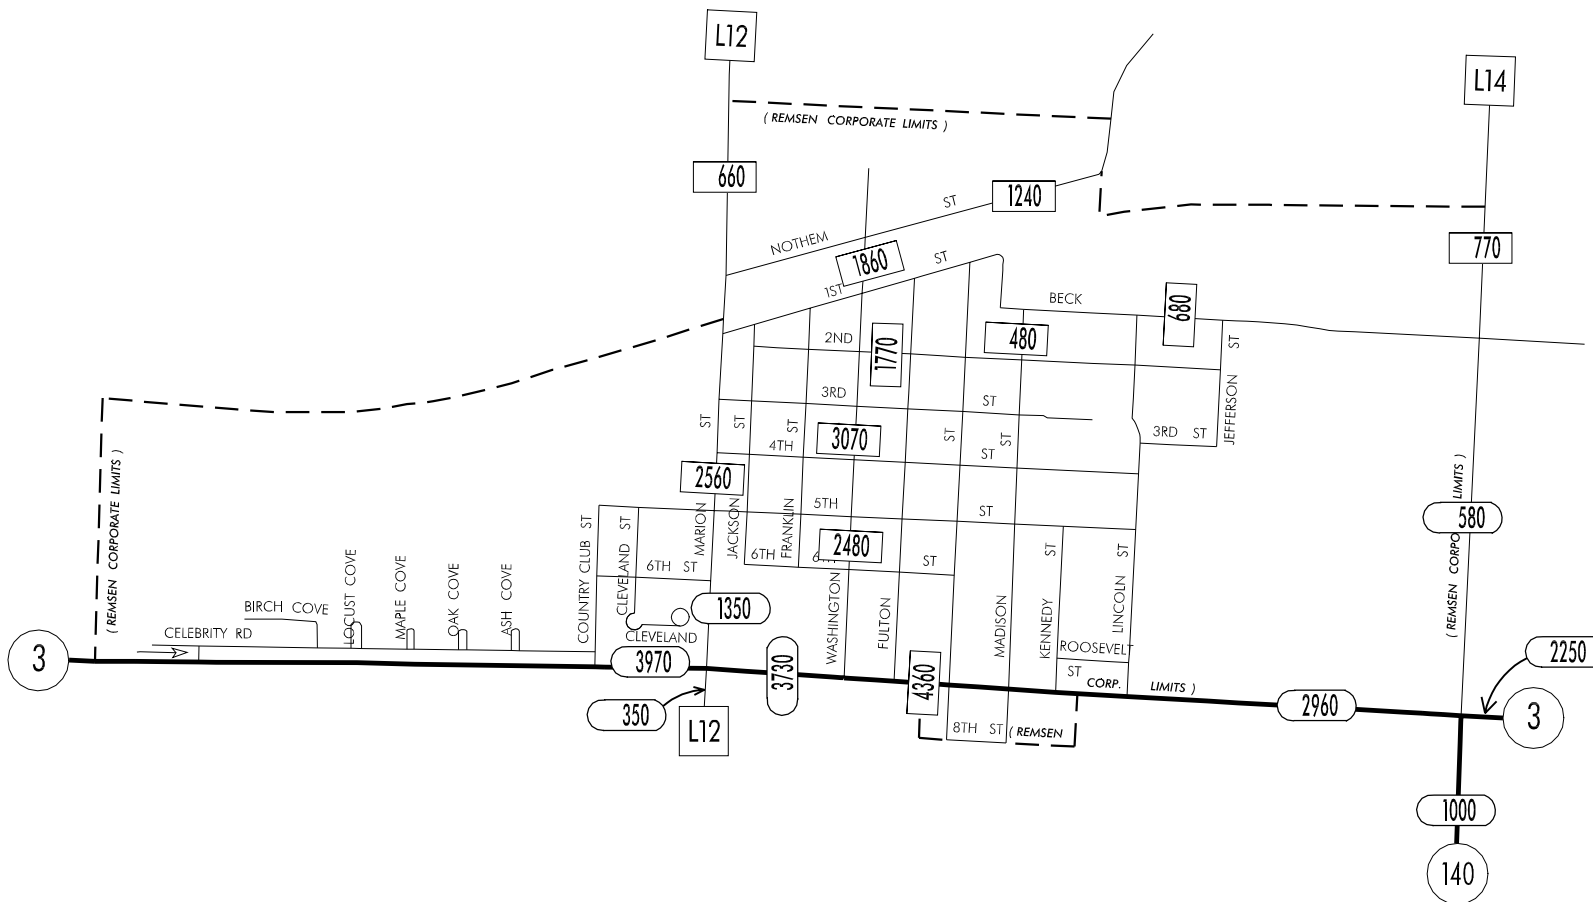 L12
L14
( REMSEN CORPORATE LIMITS )
660
1240
ST
NOTHEM
770
1860
ST
1ST
BECK
680
480
2ND
1770
ST
JEFFERSON
3RD
ST
ST
ST
ST
3070
ST
ST
3RD ST
4TH
ST
2560
( REMSEN CORPORATE LIMITS )
( REMSEN CORPO LIMITS )
580
5TH
ST
MARION
JACKSON
FRANKLIN
COUNTRY CLUB ST
CLEVELAND ST
2480
6TH
6
ST
6TH ST
KENNEDY ST
LINCOLN ST
LOCUST COVE
MAPLE COVE
OAK COVE
ASH COVE
BIRCH COVE
1350
WASHINGTON
FULTON
MADISON
CELEBRITY RD
CLEVELAND
ROOSEVELT
ST
3
3970
3730
4360
CORP. LIMITS )
2250
2960
3
350
L12
8TH ST
( REMSEN
1000
140